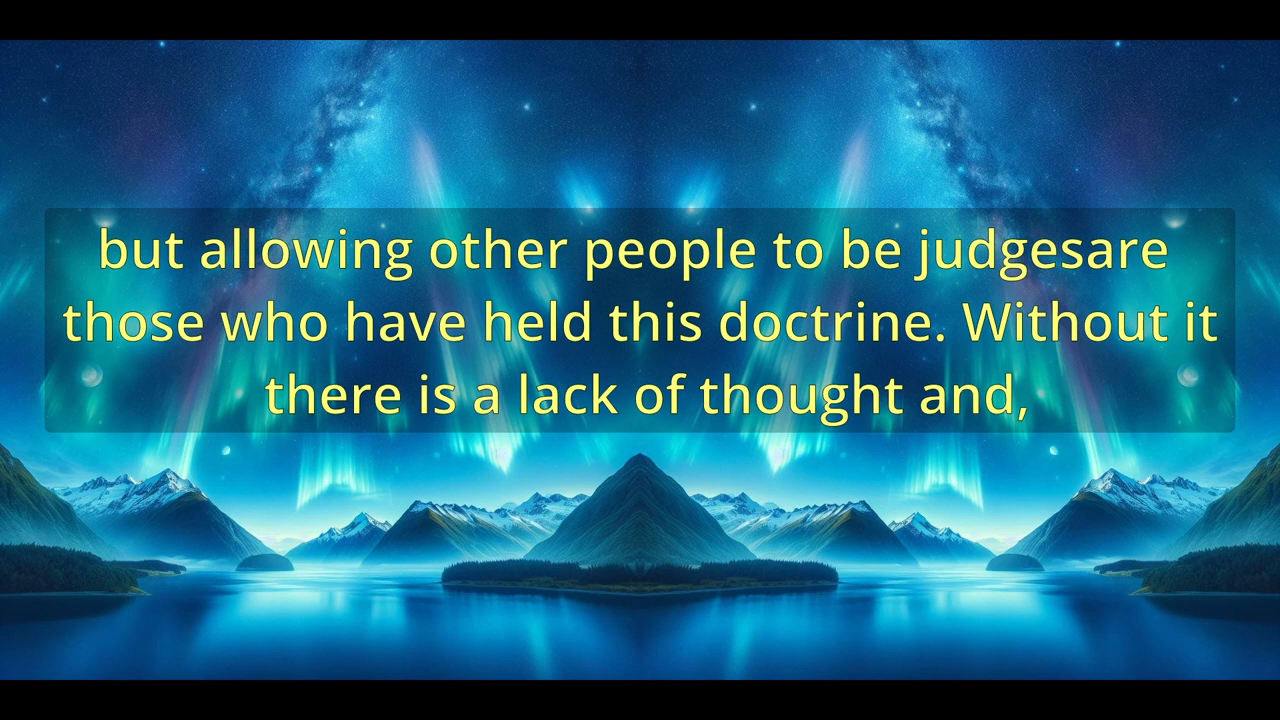 but allowing other people to be judgesare
those who have held this doctrine. Without it
there is a lack of thought and,